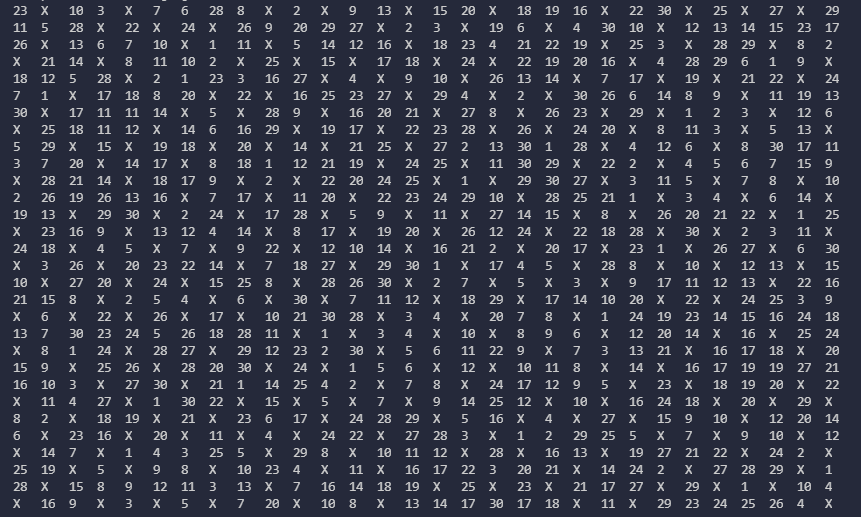 23 X 10 3 X 7 6 28 8 X 2 X 9 13 X 15 20 X 18 19 16 X 22 30 X 25 X 27 X 29
11 5 28 X 22 X 24 X 26 9 20 29 27 X 2 3 X 19 6 X 4 30 10 X 12 13 14 15 23 17
26 X 13 6 7 10 X 1 11 X 5 14 12 16 X 18 23 4 21 22 19 X 25 3 X 28 29 X 8 2
X 21 14 X 8 11 10 2 X 25 X 15 X 17 18 X 24 X 22 19 20 16 X 4 28 29 6 1 9 X
18 12 5 28 X 2 1 23 3 16 27 X 4 X 9 10 X 26 13 14 X 7 17 X 19 X 21 22 X 24
7 1 X 17 18 8 20 X 22 X 16 25 23 27 X 29 4 X 2 X 30 26 6 14 8 9 X 11 19 13
30 X 17 11 11 14 X 5 X 28 9 X 16 20 21 X 27 8 X 26 23 X 29 X 1 2 3 X 12 6
X 25 18 11 12 X 14 6 16 29 X 19 17 X 22 23 28 X 26 X 24 20 X 8 11 3 X 5 13 X
5 29 X 15 X 19 18 X 20 X 14 X 21 25 X 27 2 13 30 1 28 X 4 12 6 X 8 30 17 11
3 7 20 X 14 17 X 8 18 1 12 21 19 X 24 25 X 11 30 29 X 22 2 X 4 5 6 7 15 9
X 28 21 14 X 18 17 9 X 2 X 22 20 24 25 X 1 X 29 30 27 X 3 11 5 X 7 8 X 10
2 26 19 26 13 16 X 7 17 X 11 20 X 22 23 24 29 10 X 28 25 21 1 X 3 4 X 6 14 X
19 13 X 29 30 X 2 24 X 17 28 X 5 9 X 11 X 27 14 15 X 8 X 26 20 21 22 X 1 25
X 23 16 9 X 13 12 4 14 X 8 17 X 19 20 X 26 12 24 X 22 18 28 X 30 X 2 3 11 X
24 18 X 4 5 X 7 X 9 22 X 12 10 14 X 16 21 2 X 20 17 X 23 1 X 26 27 X 6 30
X 3 26 X 20 23 22 14 X 7 18 27 X 29 30 1 X 17 4 5 X 28 8 X 10 X 12 13 X 15
10 X 27 20 X 24 X 15 25 8 X 28 26 30 X 2 7 X 5 X 3 X 9 17 11 12 13 X 22 16
21 15 8 X 2 5 4 X 6 X 30 X 7 11 12 X 18 29 X 17 14 10 20 X 22 X 24 25 3 9
X 6 X 22 X 26 X 17 X 10 21 30 28 X 3 4 X 20 7 8 X 1 24 19 23 14 15 16 24 18
13 7 30 23 24 5 26 18 28 11 X 1 X 3 4 X 10 X 8 9 6 X 12 20 14 X 16 X 25 24
X 8 1 24 X 28 27 X 29 12 23 2 30 X 5 6 11 22 9 X 7 3 13 21 X 16 17 18 X 20
15 9 X 25 26 X 28 20 30 X 24 X 1 5 6 X 12 X 10 11 8 X 14 X 16 17 19 19 27 21
16 10 3 X 27 30 X 21 1 14 25 4 2 X 7 8 X 24 17 12 9 5 X 23 X 18 19 20 X 22
X 11 4 27 X 1 30 22 X 15 X 5 X 7 X 9 14 25 12 X 10 X 16 24 18 X 20 X 29 X
8 2 X 18 19 X 21 X 23 6 17 X 24 28 29 X 5 16 X 4 X 27 X 15 9 10 X 12 20 14
6 X 23 16 X 20 X 11 X 4 X 24 22 X 27 28 3 X 1 2 29 25 5 X 7 X 9 10 X 12
X 14 7 X 1 4 3 25 5 X 29 8 X 10 11 12 X 28 X 16 13 X 19 27 21 22 X 24 2 X
25 19 X 5 X 9 8 X 10 23 4 X 11 X 16 17 22 3 20 21 X 14 24 2 X 27 28 29 X 1
28 X 15 8 9 12 11 3 13 X 7 16 14 18 19 X 25 X 23 X 21 17 27 X 29 X 1 X 10 4
X 16 9 X 3 X 5 X 7 20 X 10 8 X 13 14 17 30 17 18 X 11 X 29 23 24 25 26 4 X